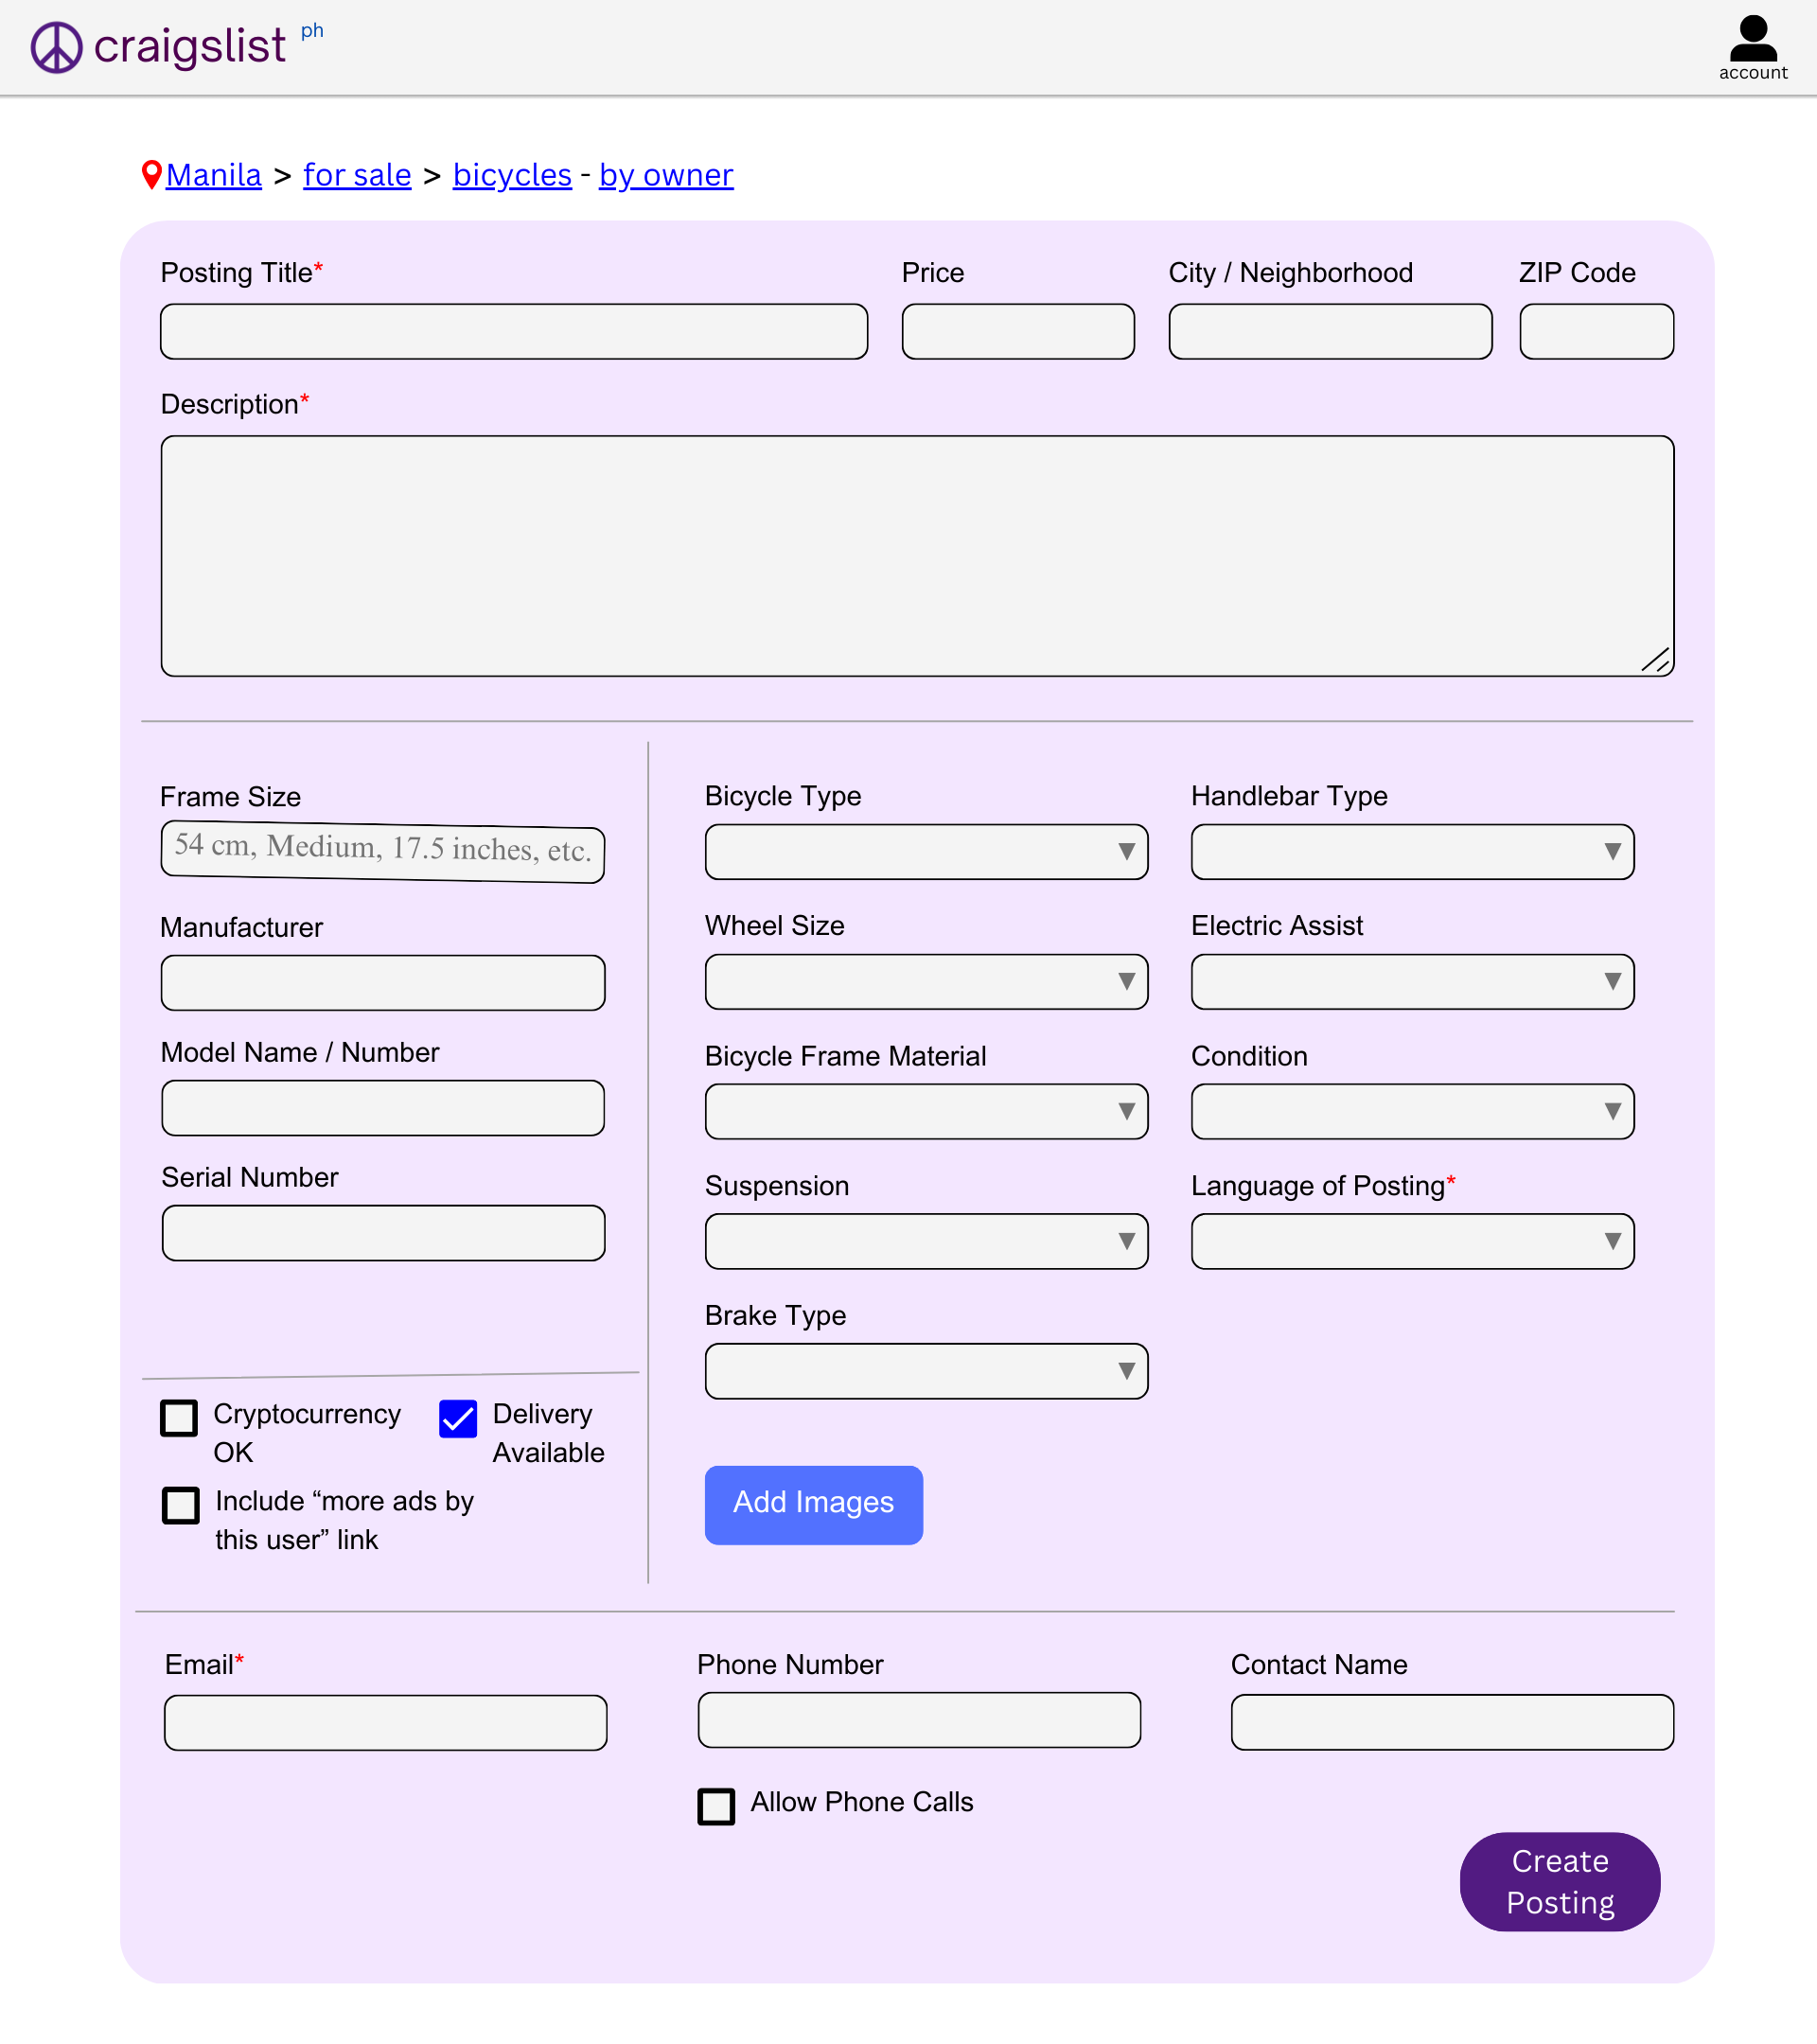 craigslist ph
account
Manila > for sale > bicycles - by owner
Posting Title* Price City / Neighborhood ZIP Code
Description*
Frame Size
54 cm, Medium, 17.5 inches, etc.
Manufacturer
Model Name / Number
Serial Number
Cryptocurrency
OK
Delivery
Available
Include “more ads by
this user” link
Bicycle Type Handlebar Type
Wheel Size Electric Assist
Bicycle Frame Material Condition
Suspension Language of Posting*
Brake Type
Add Images
Email* Phone Number Contact Name
Allow Phone Calls
Create
Posting